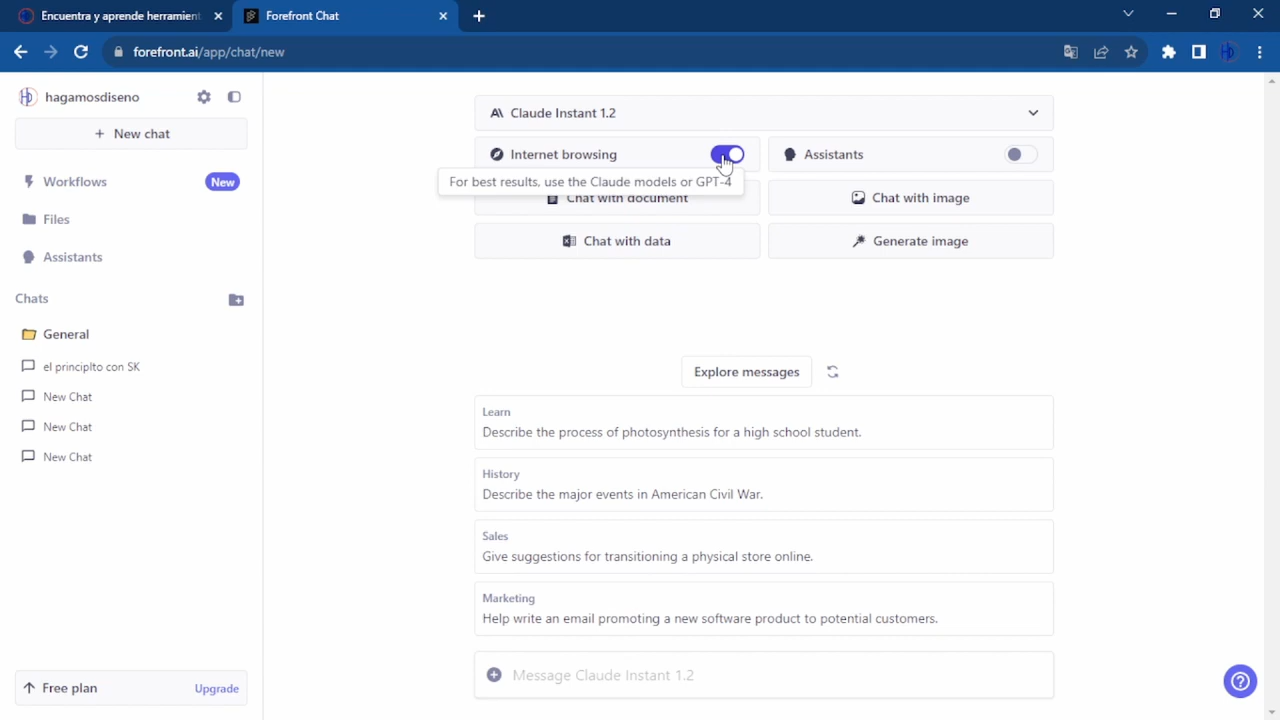 Encuentra y aprende herramient
Forefront Chat
forefront.ai/app/chat/new
hagamosdiseno
+ New chat
Workflows
New
Files
Assistants
Chats
General
el principIto con SK
New Chat
New Chat
New Chat
Free plan
Upgrade
Claude Instant 1.2
Internet browsing
Assistants
For best results, use the Claude models or GPT-4
Chat with document
Chat with image
Chat with data
Generate image
Explore messages
Learn
Describe the process of photosynthesis for a high school student.
History
Describe the major events in American Civil War.
Sales
Give suggestions for transitioning a physical store online.
Marketing
Help write an email promoting a new software product to potential customers.
Message Claude Instant 1.2